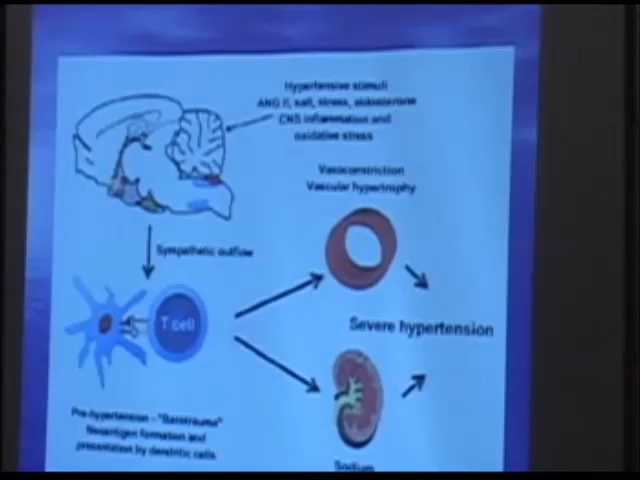 Hypertensive stimuli
ANG II, salt, stress, aldosterone
CNS inflammation and
oxidative stress
Vasoconstriction
Vascular hypertrophy
Sympathetic outflow
T cell
Severe hypertension
Pre-hypertension - "Barotrauma"
Neoantigen formation and
presentation by dendritic cells
Sodium